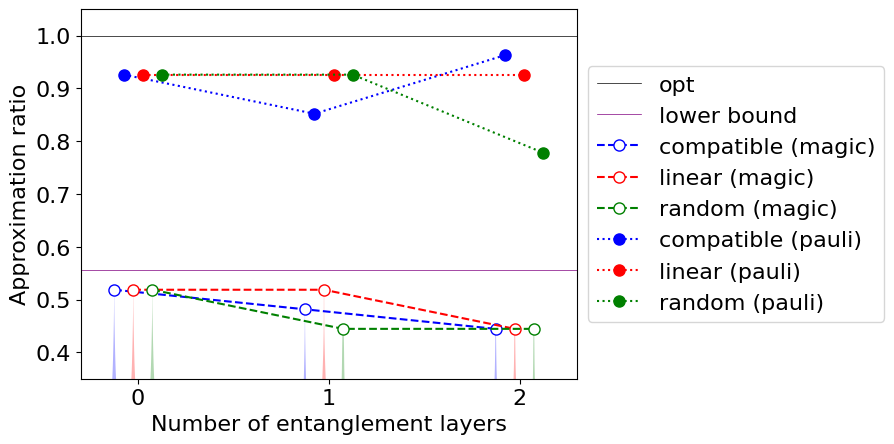 1.0
0.9
0.8
0.7
0.6
0.5
0.4
Approximation ratio
0
1
2
Number of entanglement layers
opt
lower bound
compatible (magic)
linear (magic)
random (magic)
compatible (pauli)
linear (pauli)
random (pauli)